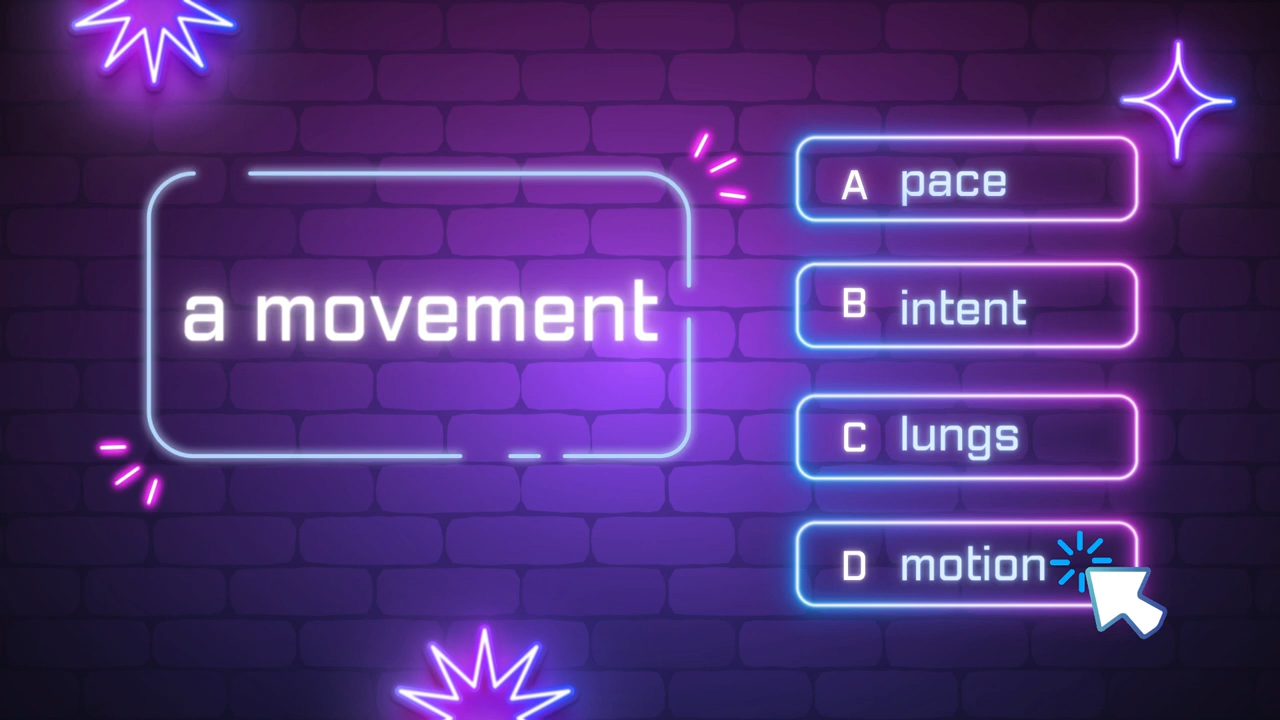 a movement
A pace
B intent
C lungs
D motion